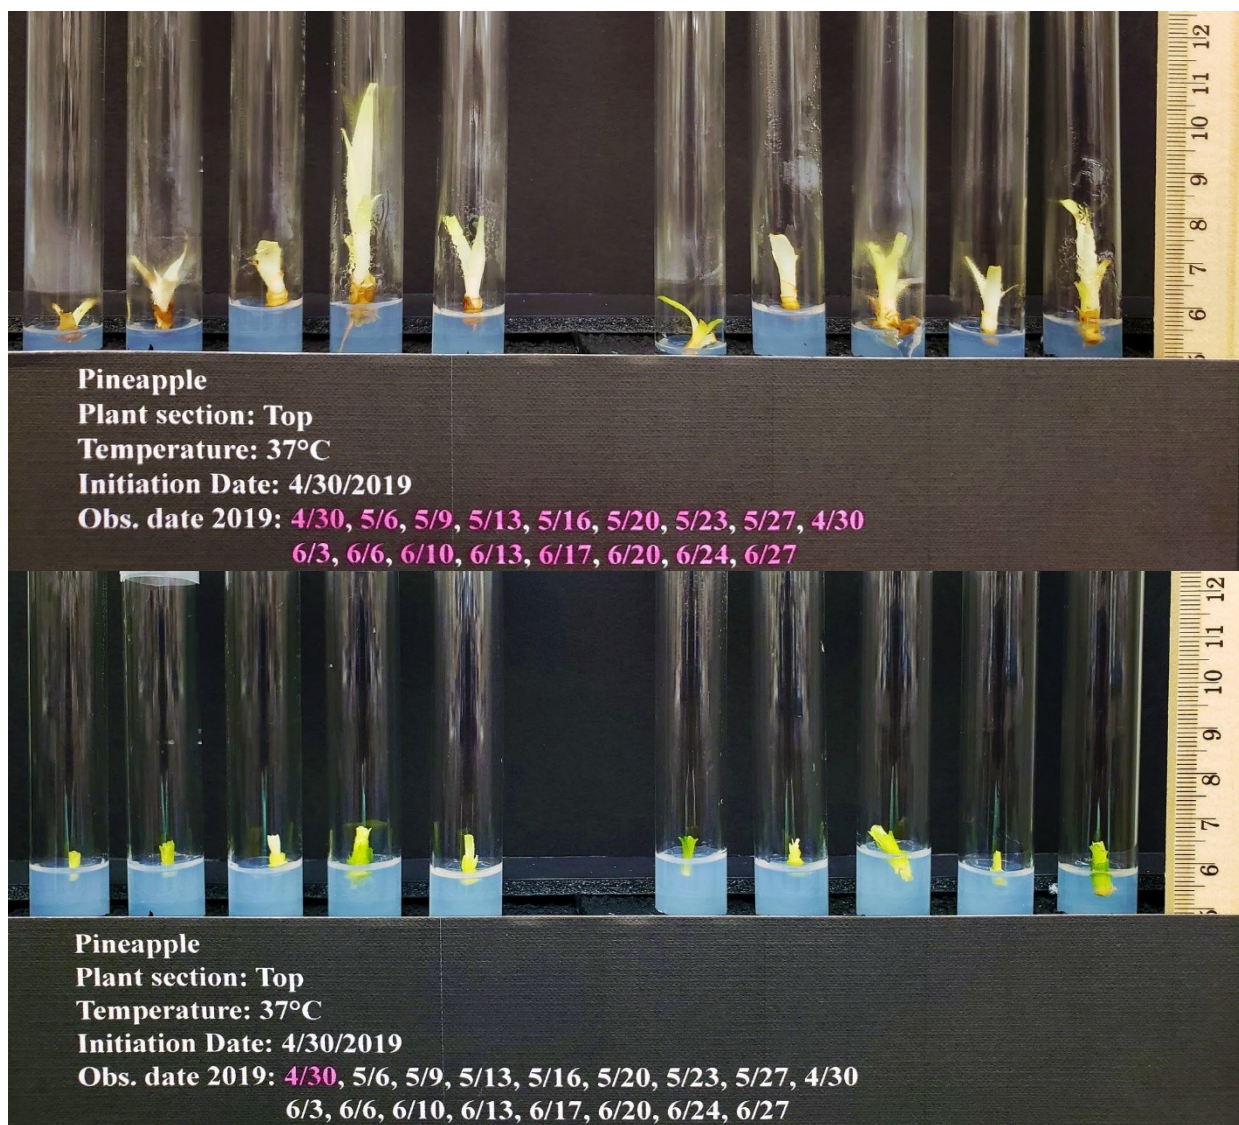 12
11
10
9
8
7
6
5
Pineapple
Plant section: Top
Temperature: 37°C
Initiation Date: 4/30/2019
Obs. date 2019: 4/30, 5/6, 5/9, 5/13, 5/16, 5/20, 5/23, 5/27, 4/30
6/3, 6/6, 6/10, 6/13, 6/17, 6/20, 6/24, 6/27
12
11
10
9
8
7
6
Pineapple
Plant section: Top
Temperature: 37°C
Initiation Date: 4/30/2019
Obs. date 2019: 4/30, 5/6, 5/9, 5/13, 5/16, 5/20, 5/23, 5/27, 4/30
6/3, 6/6, 6/10, 6/13, 6/17, 6/20, 6/24, 6/27